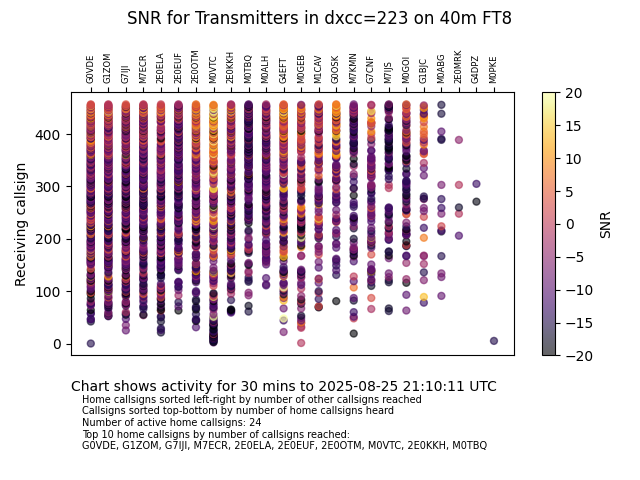 SNR for Transmitters in dxcc=223 on 40m FT8
G0VDE G1ZOM G7IJI M7ECR 2E0ELA 2E0EUF 2E0OTM M0VTC 2E0KKH M0TBQ M0ALH G4EFT M0GEB M1CAV G0OSK M7KMN G7CNF M7IJS M0GOI G1BJC M0ABG 2E0MRK G4DPZ M0PKE
Receiving callsign
400
300
200
100
0
20
15
10
5
0
−5
−10
−15
−20
SNR
Chart shows activity for 30 mins to 2025-08-25 21:10:11 UTC
Home callsigns sorted left-right by number of other callsigns reached
Callsigns sorted top-bottom by number of home callsigns heard
Number of active home callsigns: 24
Top 10 home callsigns by number of callsigns reached:
G0VDE, G1ZOM, G7IJI, M7ECR, 2E0ELA, 2E0EUF, 2E0OTM, M0VTC, 2E0KKH, M0TBQ